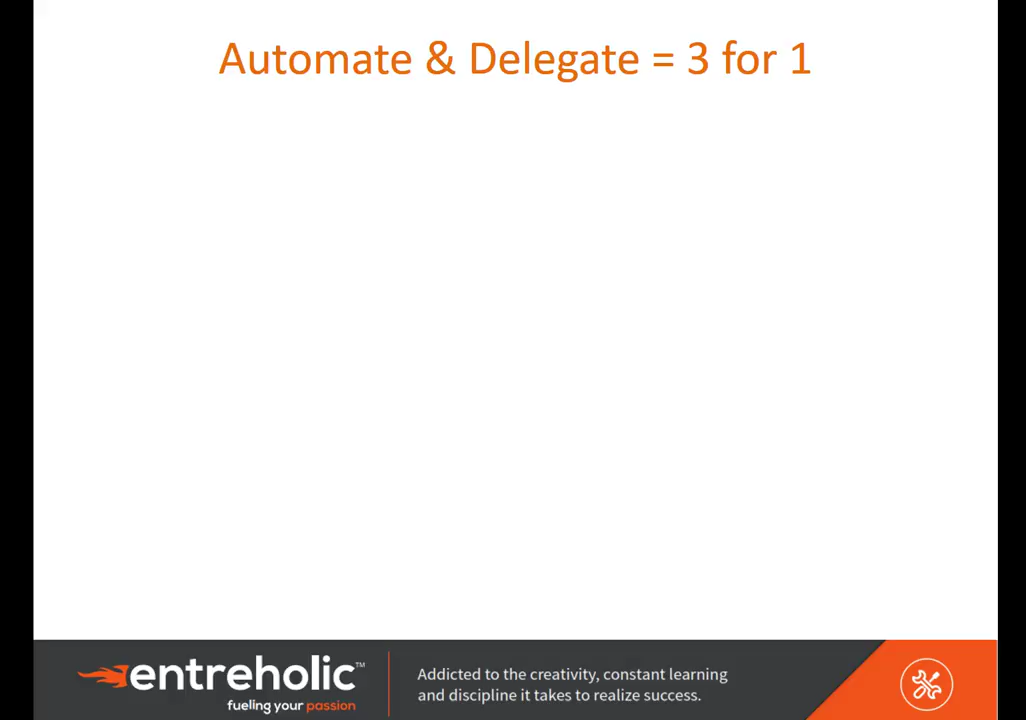 Automate & Delegate = 3 for 1
entreholic™
fueling your passion
Addicted to the creativity, constant learning
and discipline it takes to realize success.